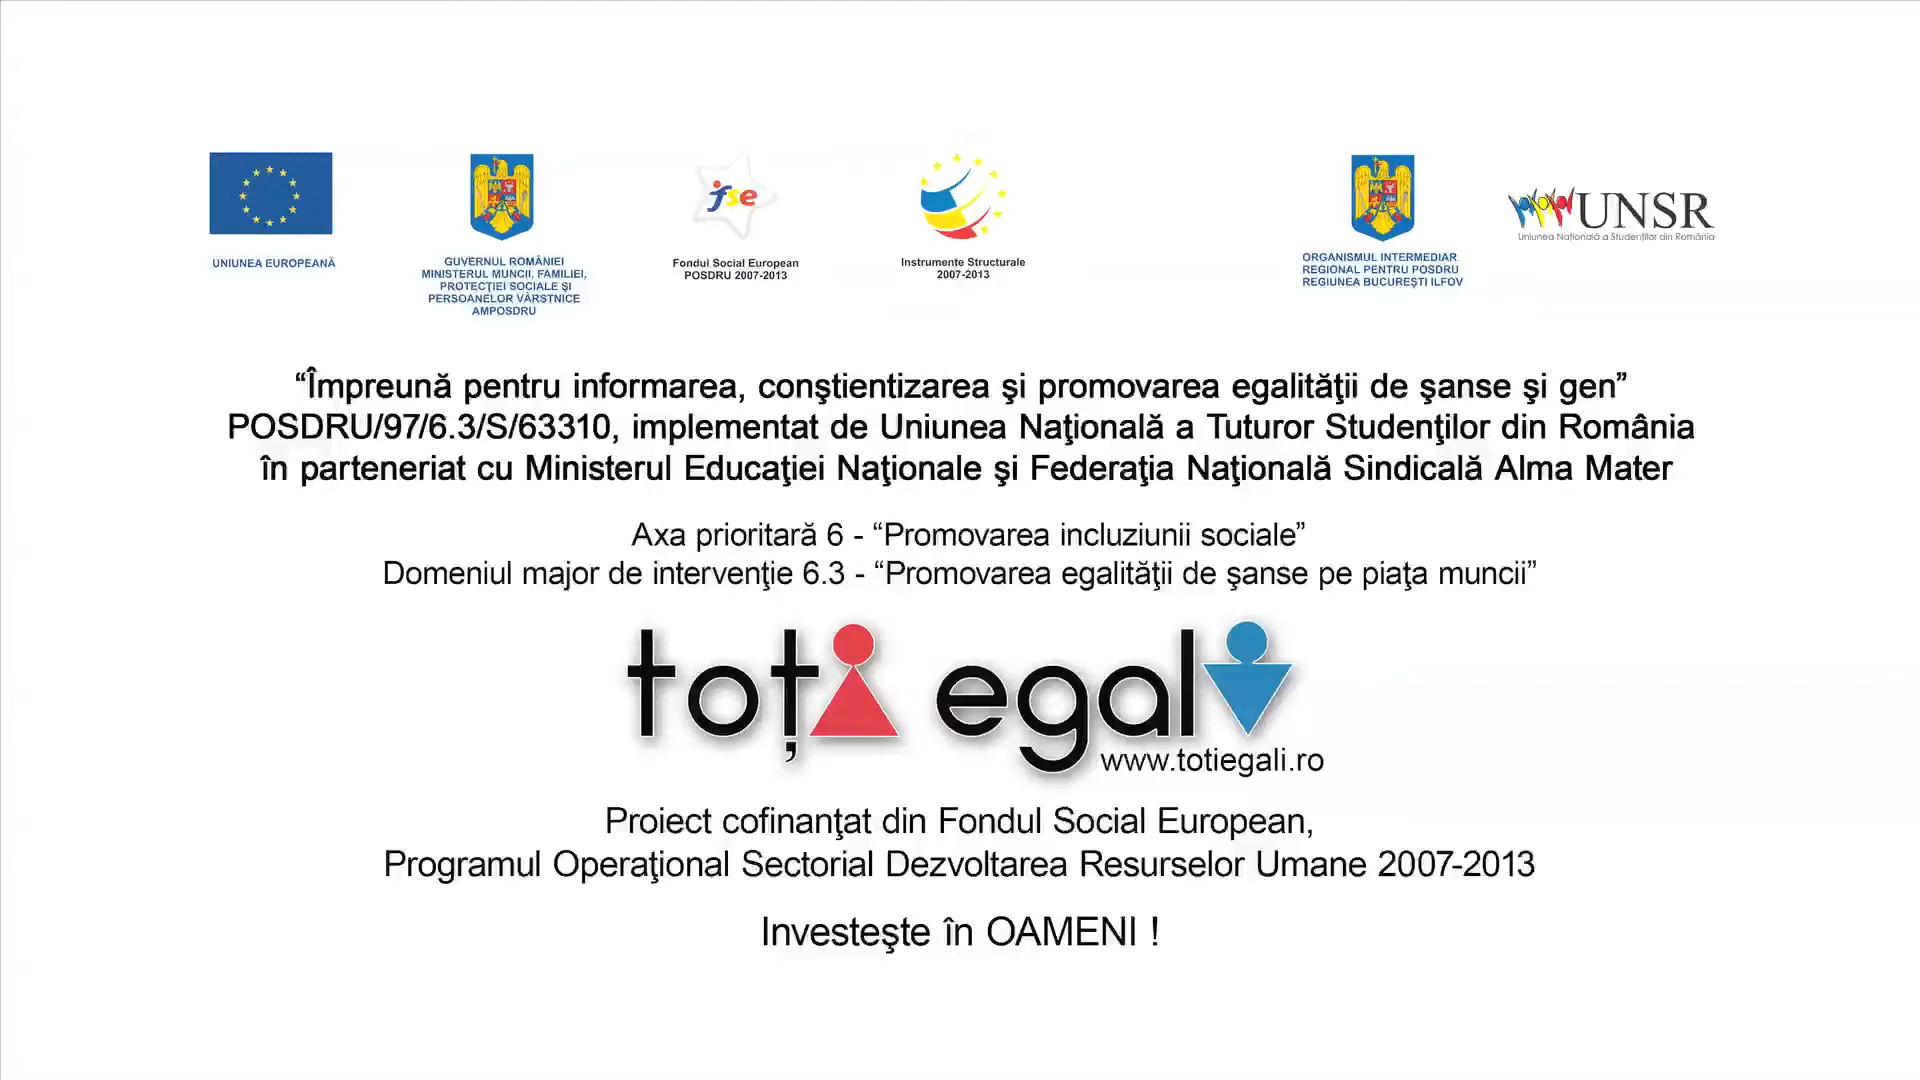 UNIUNEA EUROPEANĂ
GUVERNUL ROMÂNIEI
MINISTERUL MUNCII, FAMILIEI,
PROTECŢIEI SOCIALE ŞI
PERSOANELOR VÂRSTNICE
AMPOSDRU
fse
Fondul Social European
POSDRU 2007-2013
Instrumente Structurale
2007-2013
ORGANISMUL INTERMEDIAR
REGIONAL PENTRU POSDRU
REGIUNEA BUCUREŞTI ILFOV
UNSR
Uniunea Naţională a Studenţilor din România
“Împreună pentru informarea, conştientizarea şi promovarea egalităţii de şanse şi gen”
POSDRU/97/6.3/S/63310, implementat de Uniunea Naţională a Tuturor Studenţilor din România
în parteneriat cu Ministerul Educaţiei Naţionale şi Federaţia Naţională Sindicală Alma Mater
Axa prioritară 6 - “Promovarea incluziunii sociale”
Domeniul major de intervenţie 6.3 - “Promovarea egalităţii de şanse pe piaţa muncii”
toți egali
www.totiegali.ro
Proiect cofinanţat din Fondul Social European,
Programul Operaţional Sectorial Dezvoltarea Resurselor Umane 2007-2013
Investeşte în OAMENI !